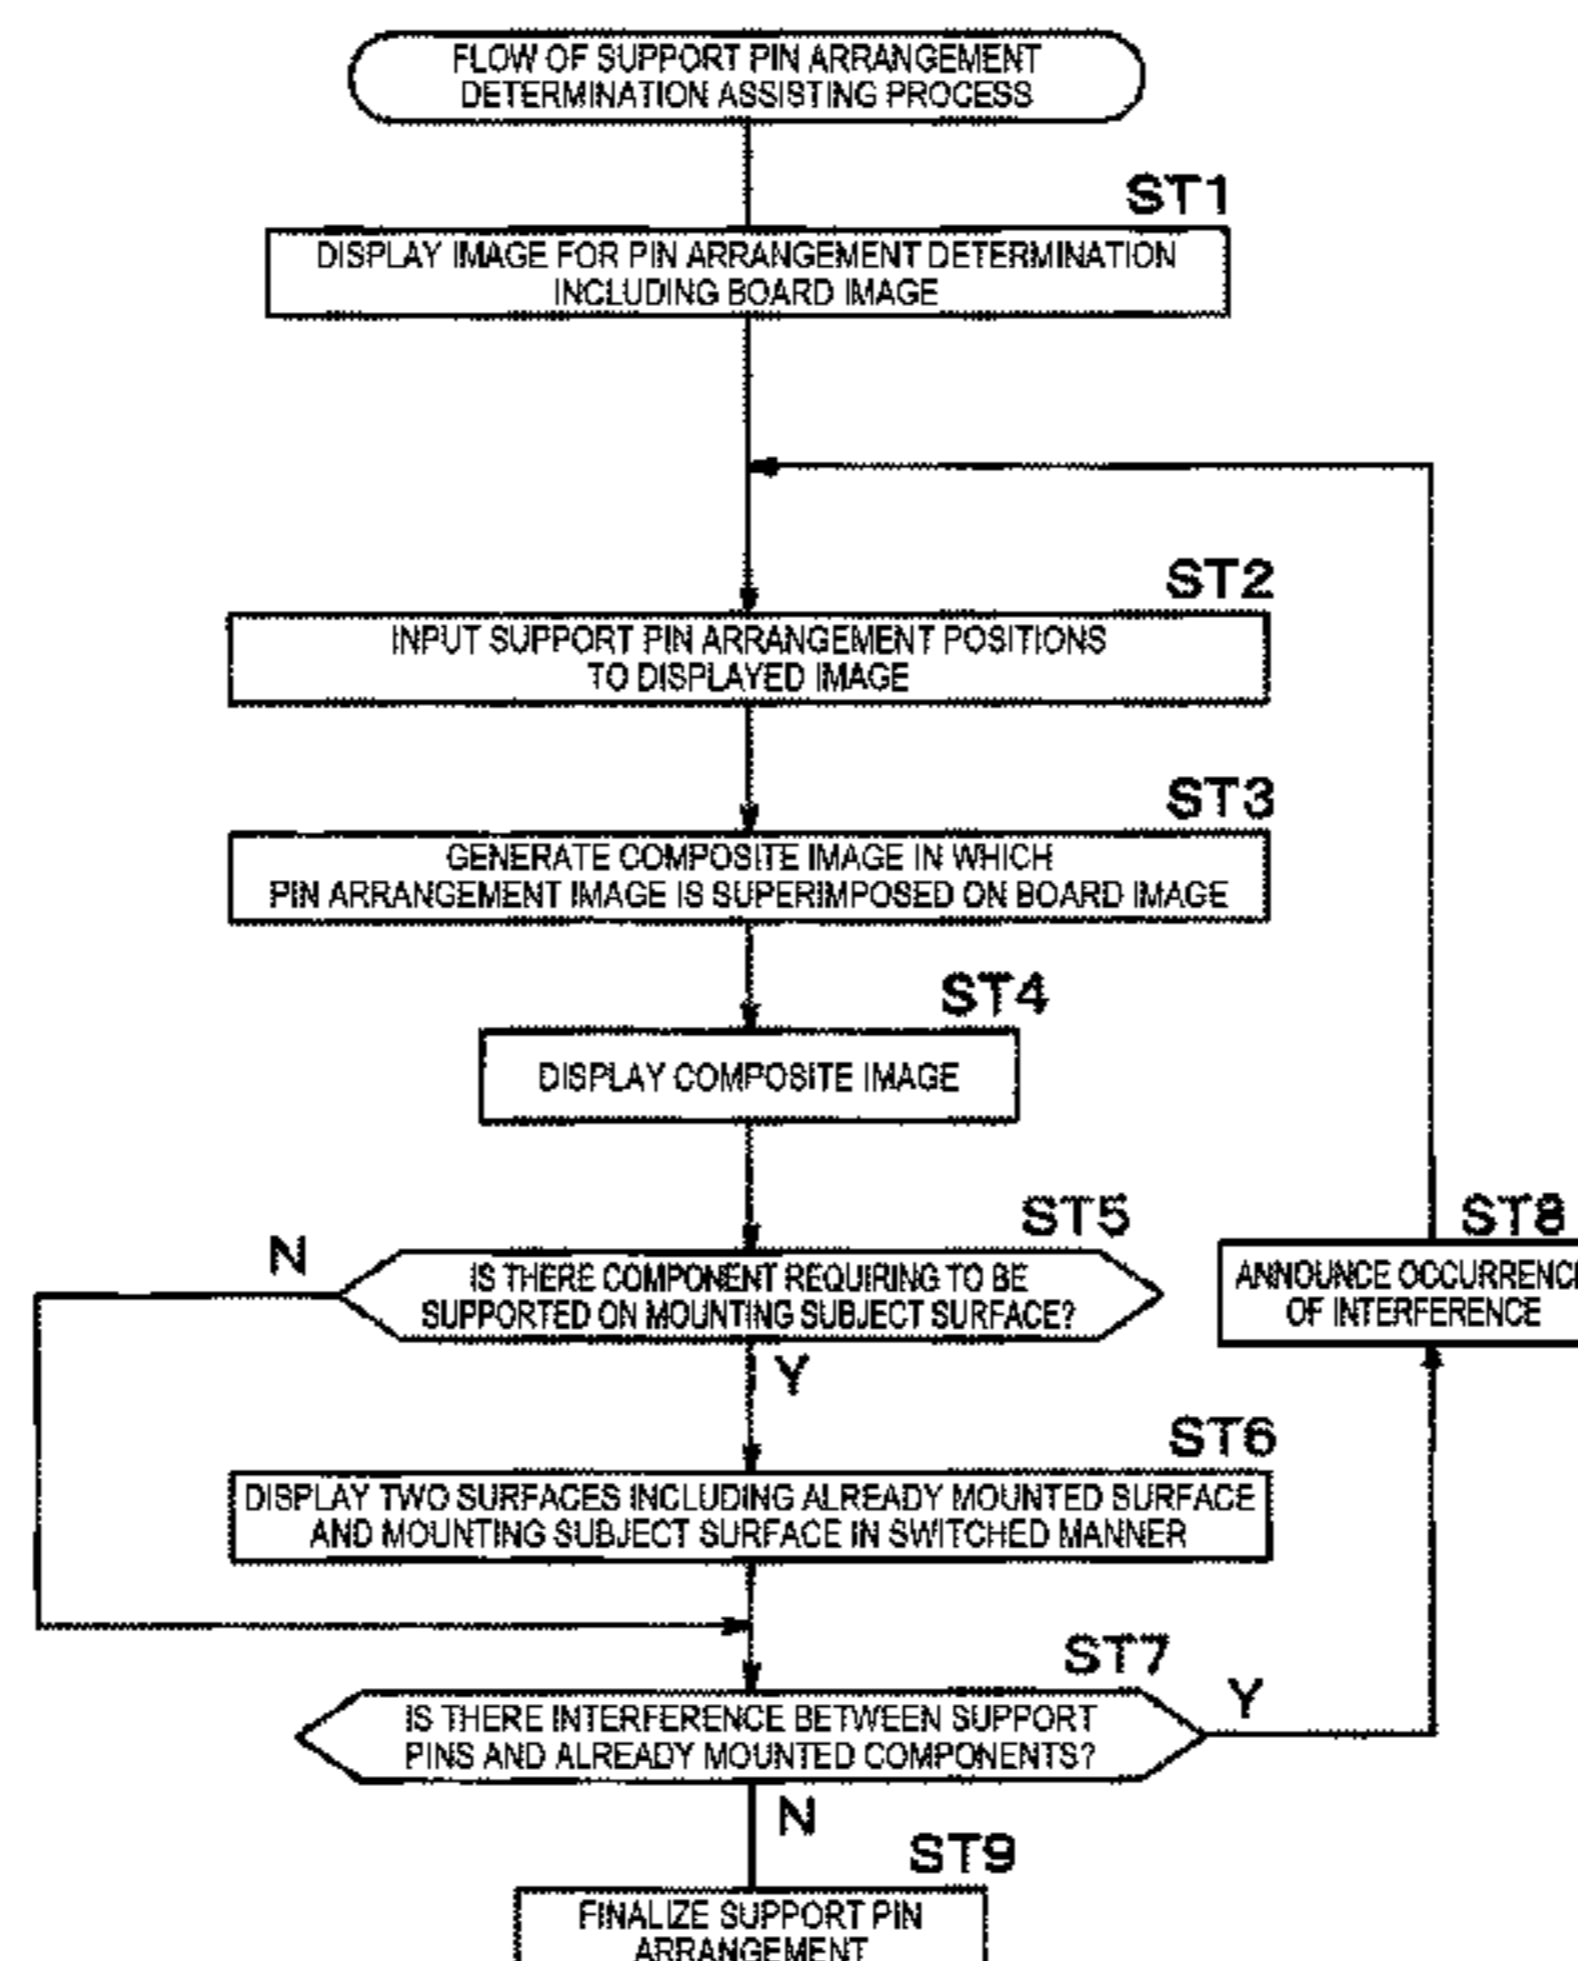 FLOW OF SUPPORT PIN ARRANGEMENT
DETERMINATION ASSISTING PROCESS
ST1
DISPLAY IMAGE FOR PIN ARRANGEMENT DETERMINATION
INCLUDING BOARD IMAGE
ST2
INPUT SUPPORT PIN ARRANGEMENT POSITIONS
TO DISPLAYED IMAGE
ST3
GENERATE COMPOSITE IMAGE IN WHICH
PIN ARRANGEMENT IMAGE IS SUPERIMPOSED ON BOARD IMAGE
ST4
DISPLAY COMPOSITE IMAGE
ST5
N
IS THERE COMPONENT REQUIRING TO BE
SUPPORTED ON MOUNTING SUBJECT SURFACE?
Y
ST8
ANNOUNCE OCCURRENC
OF INTERFERENCE
ST6
DISPLAY TWO SURFACES INCLUDING ALREADY MOUNTED SURFACE
AND MOUNTING SUBJECT SURFACE IN SWITCHED MANNER
ST7
IS THERE INTERFERENCE BETWEEN SUPPORT
PINS AND ALREADY MOUNTED COMPONENTS?
Y
N
ST9
FINALIZE SUPPORT PIN
ARRANGEMENT